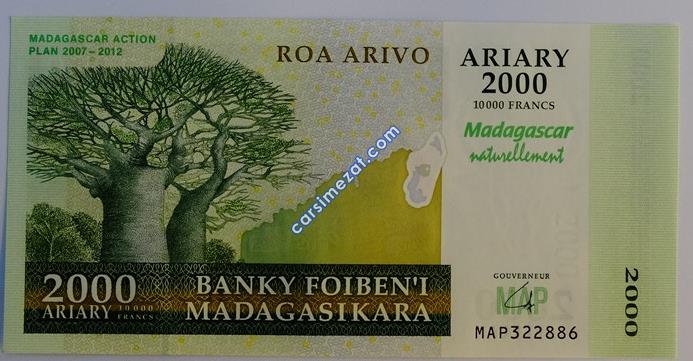 MADAGASCAR ACTION
PLAN 2007-2012
ROA ARIVO
ARIARY
2000
10000 FRANCS
Madagascar
naturellement
carsimezat.com
2000
ARIARY
10000
FRANCS
BANKY FOIBEN'I
MADAGASIKARA
GOUVERNEUR
MAP
MAP322886
2000